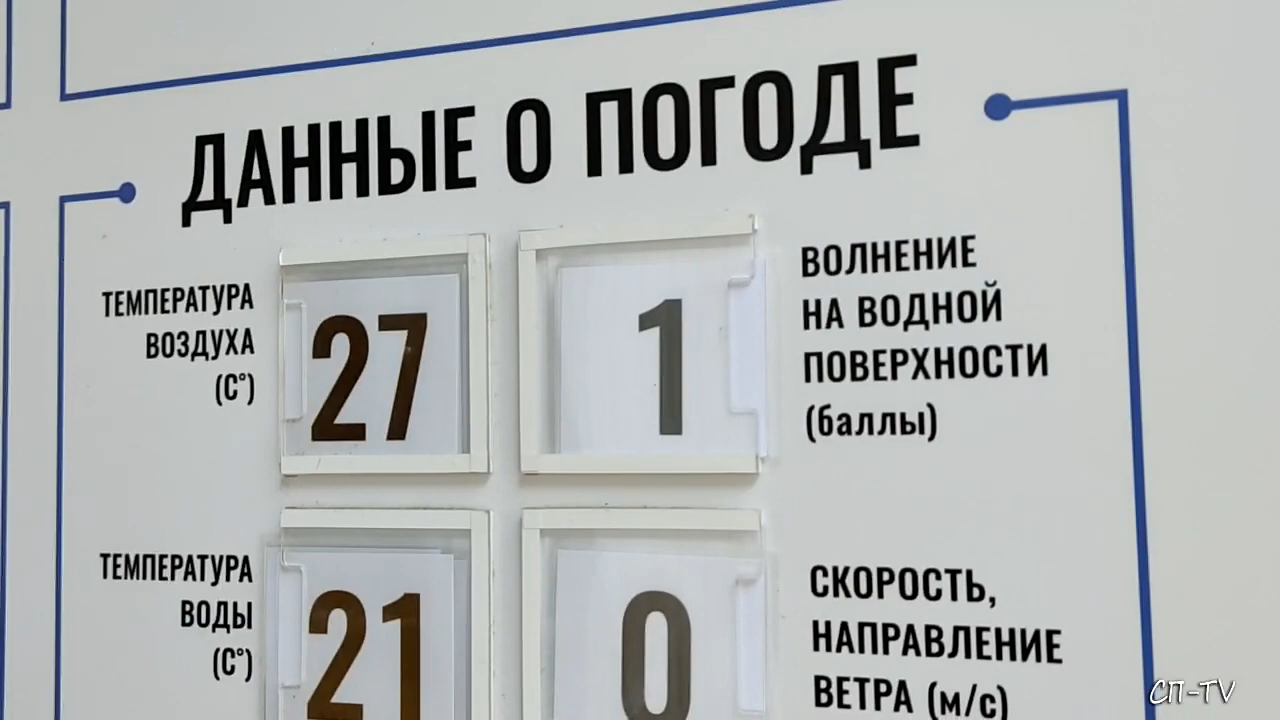 ДАННЫЕ О ПОГОДЕ
ТЕМПЕРАТУРА
ВОЗДУХА
(С°)
27
1
ВОЛНЕНИЕ
НА ВОДНОЙ
ПОВЕРХНОСТИ
(баллы)
ТЕМПЕРАТУРА
ВОДЫ
(С°)
21
0
СКОРОСТЬ,
НАПРАВЛЕНИЕ
ВЕТРА (м/с)
СП-TV